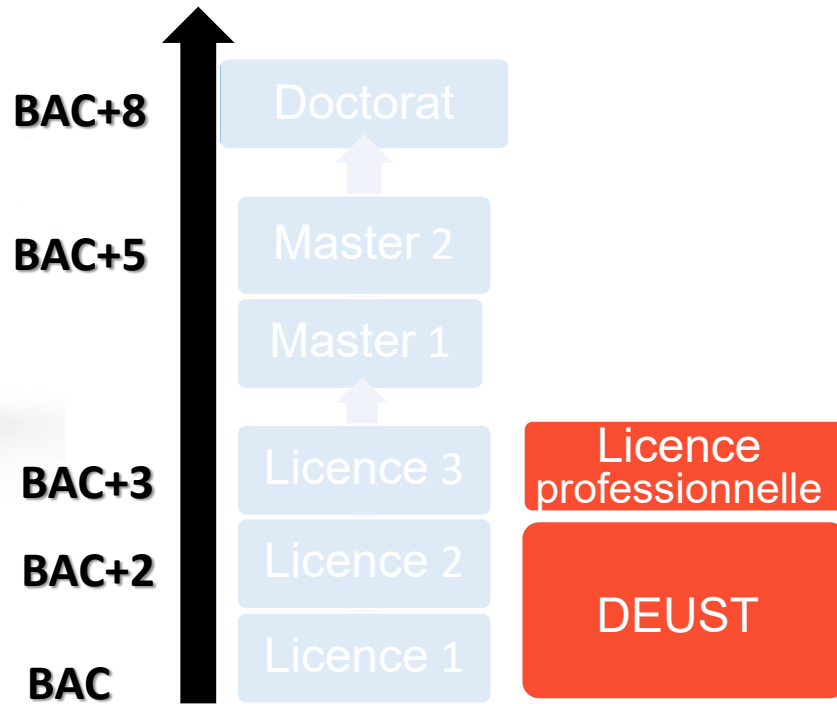 BAC+8
Doctorat
BAC+5
Master 2
Master 1
BAC+3
Licence 3
Licence
professionnelle
BAC+2
Licence 2
DEUST
BAC
Licence 1